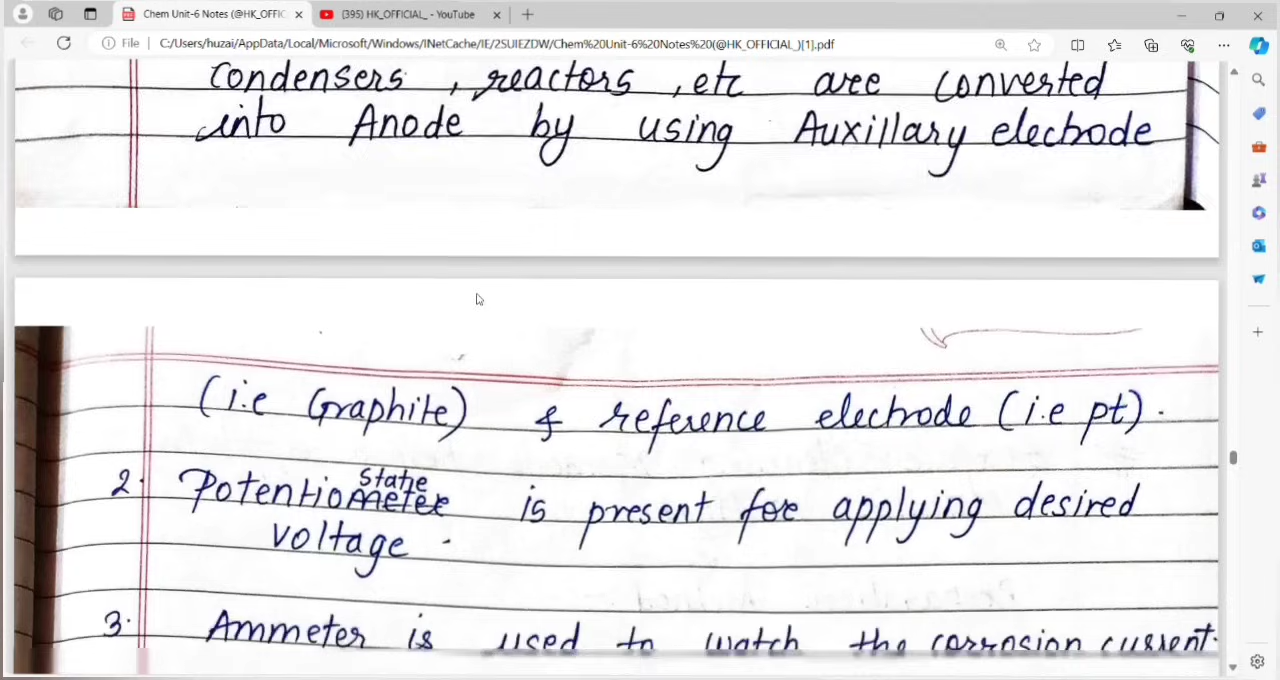 Chem Unit-6 Notes (@HK_OFFIC
(395) HK_OFFICIAL_ - YouTube
File
C:/Users/huzai/AppData/Local/Microsoft/Windows/INetCache/IE/2SUIEZDW/Chem%20Unit-6%20Notes%20(@HK_OFFICIAL_)[1].pdf
Condensers , reactors , etc are converted
into Anode by using Auxillary electrode
(i.e Graphite) & reference electrode (i.e pt) .
State
2. Potentiometer is present for applying desired
voltage .
3. Ammeter is used to watch the corrosion current.